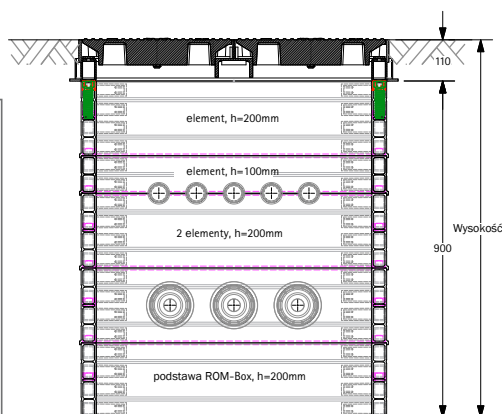 110
element, h=200mm
element, h=100mm
2 elementy, h=200mm
Wysokość
900
podstawa ROM-Box, h=200mm